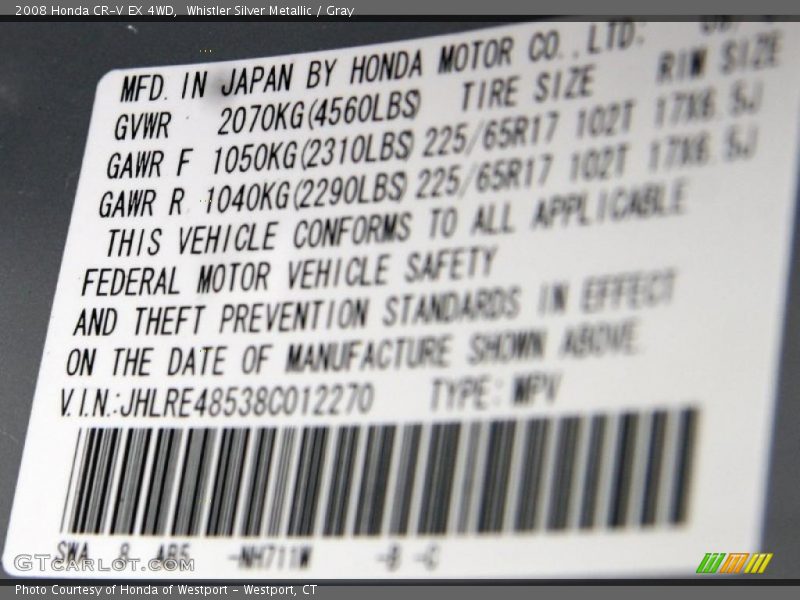 2008 Honda CR-V EX 4WD, Whistler Silver Metallic / Gray
MFD. IN JAPAN BY HONDA MOTOR CO., LTD.
GVWR 2070KG(4560LBS) TIRE SIZE RIM SIZE
GAWR F 1050KG(2310LBS) 225/65R17 102T 17X6.5J
GAWR R 1040KG(2290LBS) 225/65R17 102T 17X6.5J
THIS VEHICLE CONFORMS TO ALL APPLICABLE
FEDERAL MOTOR VEHICLE SAFETY
AND THEFT PREVENTION STANDARDS IN EFFECT
ON THE DATE OF MANUFACTURE SHOWN ABOVE.
V.I.N.:JHLRE48538C012270 TYPE: MPV
SWA 8 AB5 -NH711M -B -C
GTCARLOT.COM
Photo Courtesy of Honda of Westport - Westport, CT